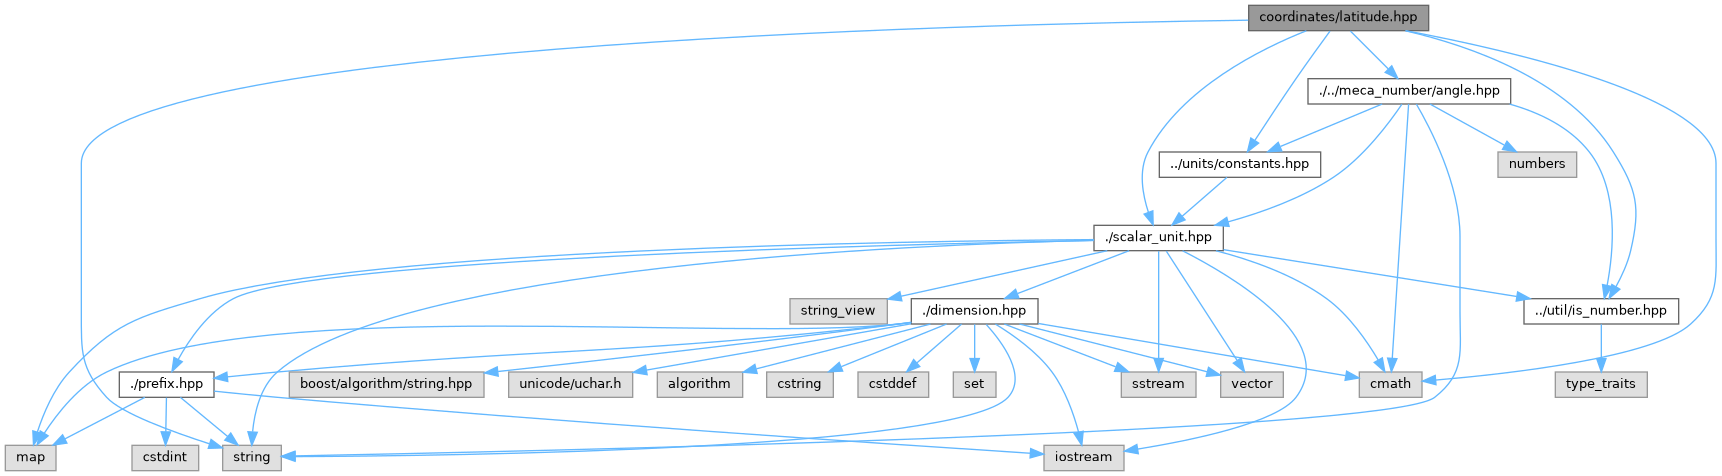 coordinates/latitude.hpp
./../meca_number/angle.hpp
../units/constants.hpp
numbers
./scalar_unit.hpp
string_view
./dimension.hpp
../util/is_number.hpp
./prefix.hpp
boost/algorithm/string.hpp
unicode/uchar.h
algorithm
cstring
cstddef
set
sstream
vector
cmath
type_traits
map
cstdint
string
iostream